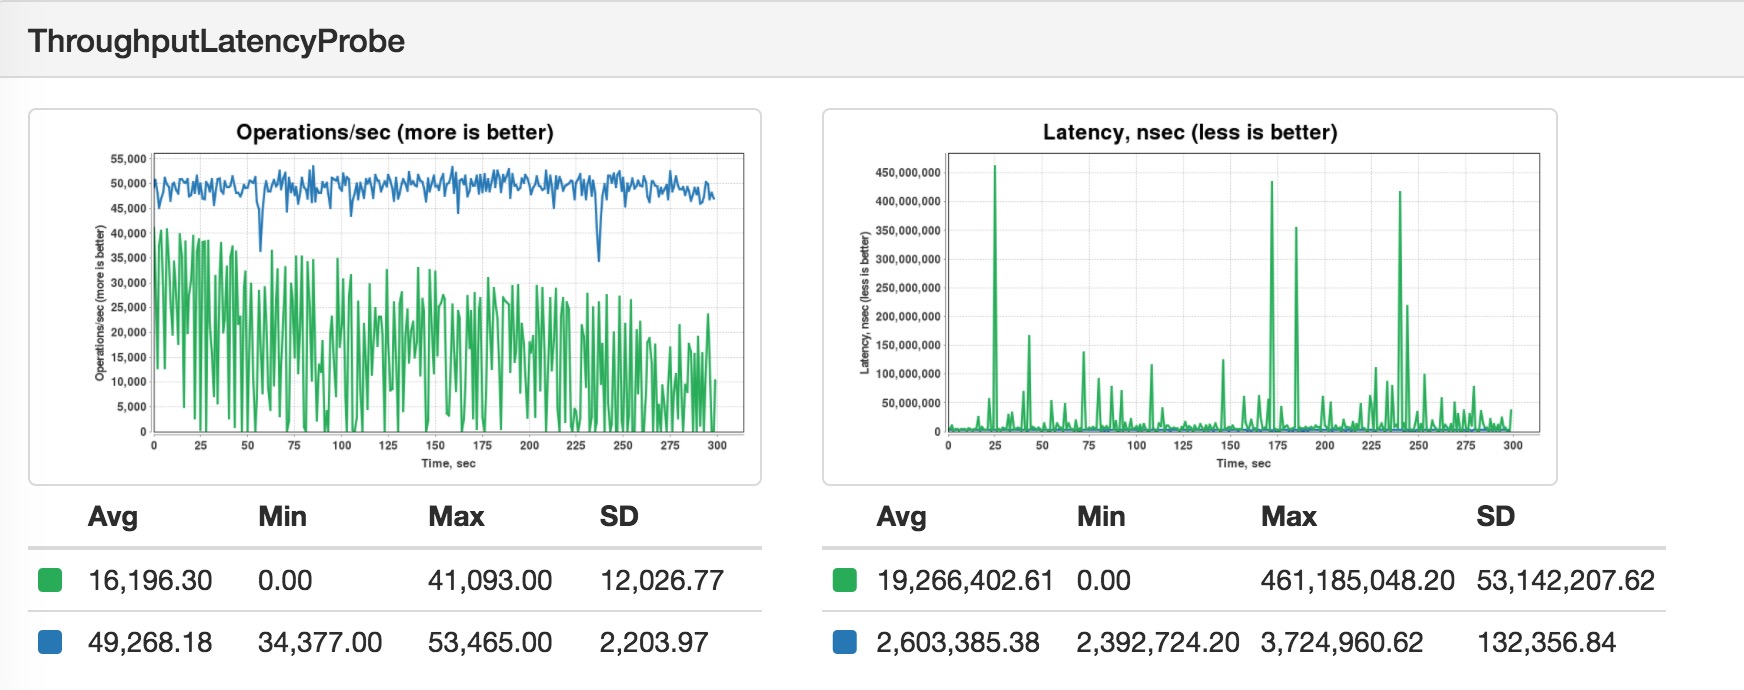 ThroughputLatencyProbe
Operations/sec (more is better)
55,000
50,000
45,000
40,000
35,000
30,000
25,000
20,000
15,000
10,000
5,000
0
Operations/sec (more is better)
0 25 50 75 100 125 150 175 200 225 250 275 300
Time, sec
Latency, nsec (less is better)
450,000,000
400,000,000
350,000,000
300,000,000
250,000,000
200,000,000
150,000,000
100,000,000
50,000,000
0
Latency, nsec (less is better)
0 25 50 75 100 125 150 175 200 225 250 275 300
Time, sec
Avg Min Max SD
16,196.30 0.00 41,093.00 12,026.77
49,268.18 34,377.00 53,465.00 2,203.97
Avg Min Max SD
19,266,402.61 0.00 461,185,048.20 53,142,207.62
2,603,385.38 2,392,724.20 3,724,960.62 132,356.84